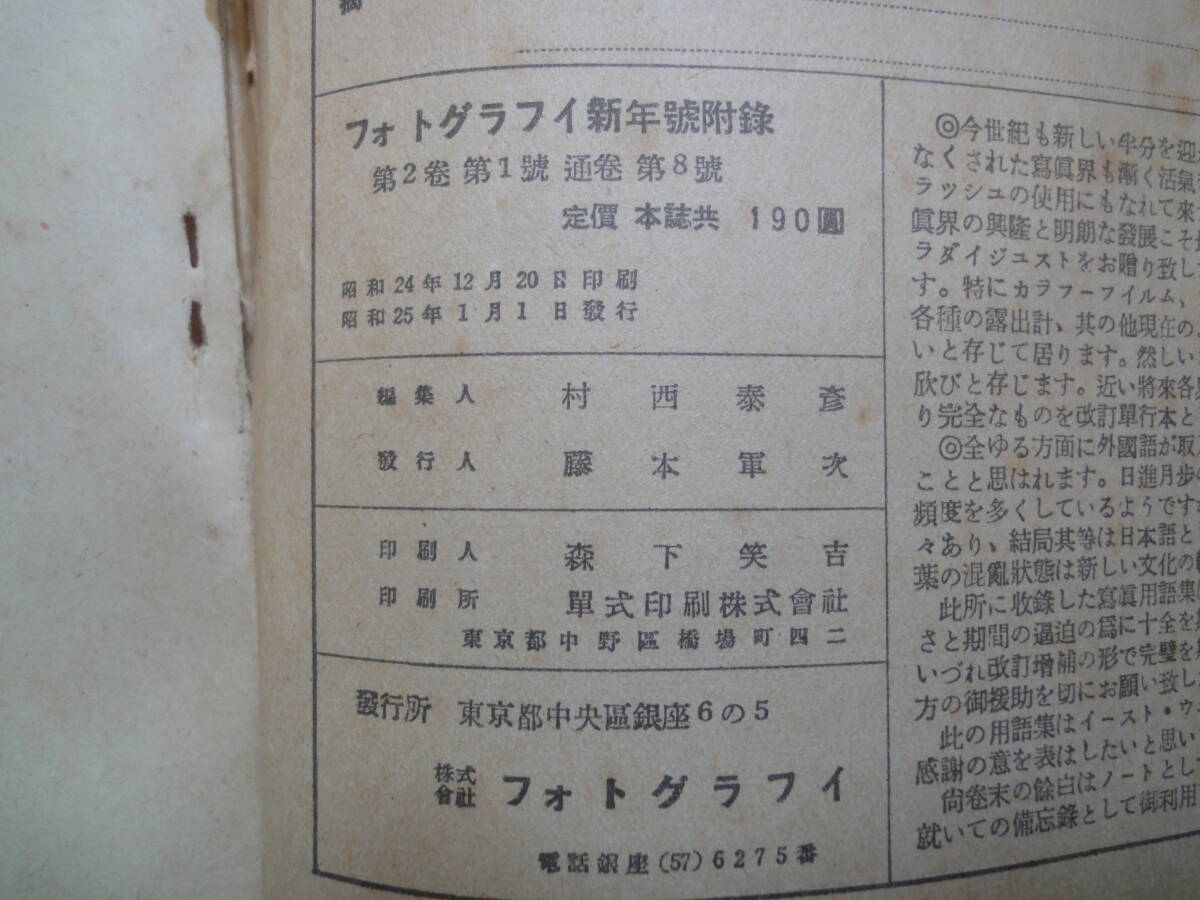 摘
フォトグラフイ新年號附錄
第2卷 第1號 通卷 第8號
定價 本誌共 190圓
昭和24年12月20日印刷
昭和25年1月1日發行
編集人 村西泰彥
發行人 藤本軍次
印刷人 森下笑吉
印刷所 單式印刷株式會社
東京都中野區橋場町四二
發行所 東京都中央區銀座6の5
株式會社 フォトグラフイ
電話銀座(57)6275番
◎今世紀も新しい半分を迎
なくされた寫眞界も漸く活氣
ラッシュの使用にもなれて來
眞界の興隆と明朗な發展こそ
ラダイジェストをお贈り致し
す。特にカラーフイルム、
各種の露出計、其の他現在の
いと存じて居ります。然しい
欣びと存じます。近い將來各
り完全なものを改訂單行本と
◎全ゆる方面に外國語が取
ことと思はれます。日進月歩の
頻度を多くしているようです
々あり、結局其等は日本語と
葉の混亂狀態は新しい文化の
此所に收錄した寫眞用語集
さと期間の逼迫の爲に十全を
いづれ改訂增補の形で完璧を
方の御援助を切にお願い致し
此の用語集はイースト・ウ
感謝の意を表はしたいと思い
尙卷末の餘白はノートとし
就いての備忘錄として御利用